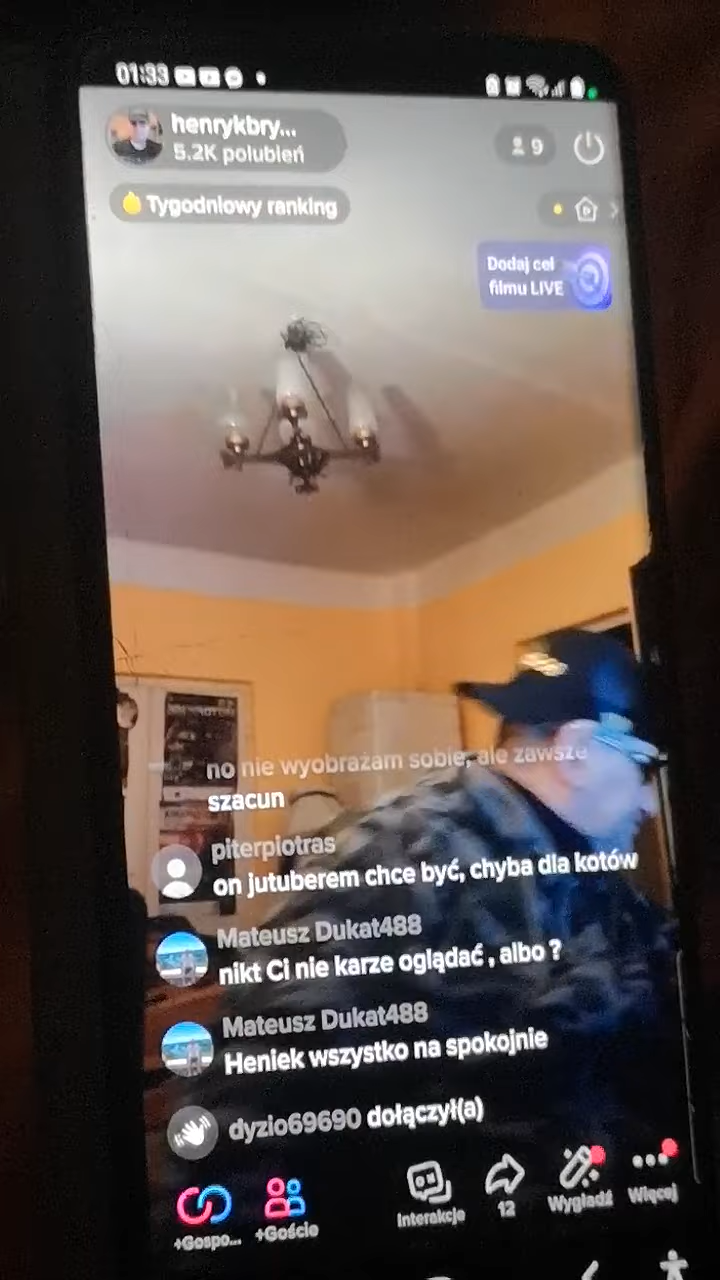 01:33
henrykbry...
5.2K polubień
9
Tygodniowy ranking
Dodaj cel
filmu LIVE
no nie wyobrażam sobie, ale zawsze
szacun
piterpiotras
on jutuberem chce być, chyba dla kotów
Mateusz Dukat488
nikt Ci nie karze oglądać , albo ?
Mateusz Dukat488
Heniek wszystko na spokojnie
dyzio69690 dołączył(a)
+Gospo...
+Goście
Interakcje
12
Wygładź
Więcej